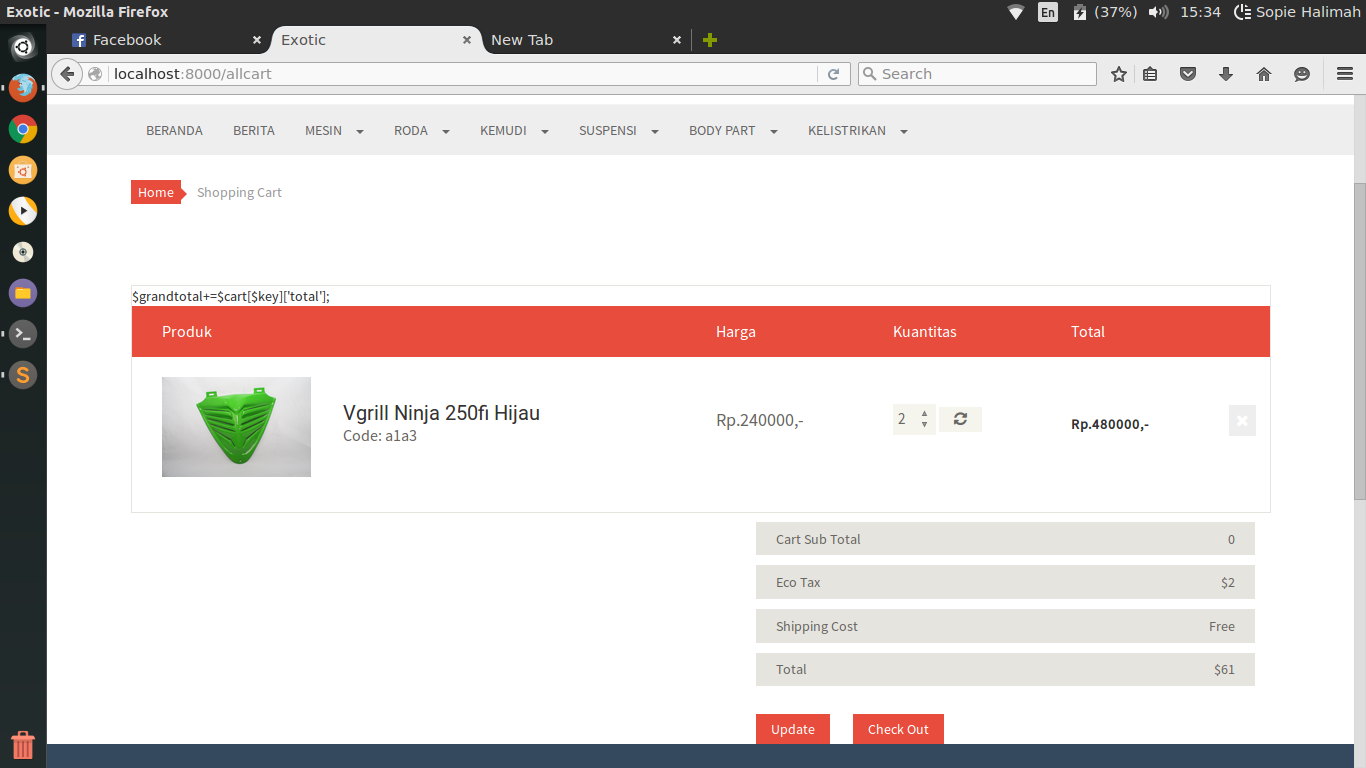 Exotic - Mozilla Firefox
En (37%) 15:34 Sopie Halimah
Facebook Exotic New Tab
localhost:8000/allcart Search
BERANDA BERITA MESIN RODA KEMUDI SUSPENSI BODY PART KELISTRIKAN
Home Shopping Cart
$grandtotal+=$cart[$key]['total'];
Produk Harga Kuantitas Total
Vgrill Ninja 250fi Hijau
Code: a1a3
Rp.240000,- 2 Rp.480000,-
Cart Sub Total 0
Eco Tax $2
Shipping Cost Free
Total $61
Update Check Out